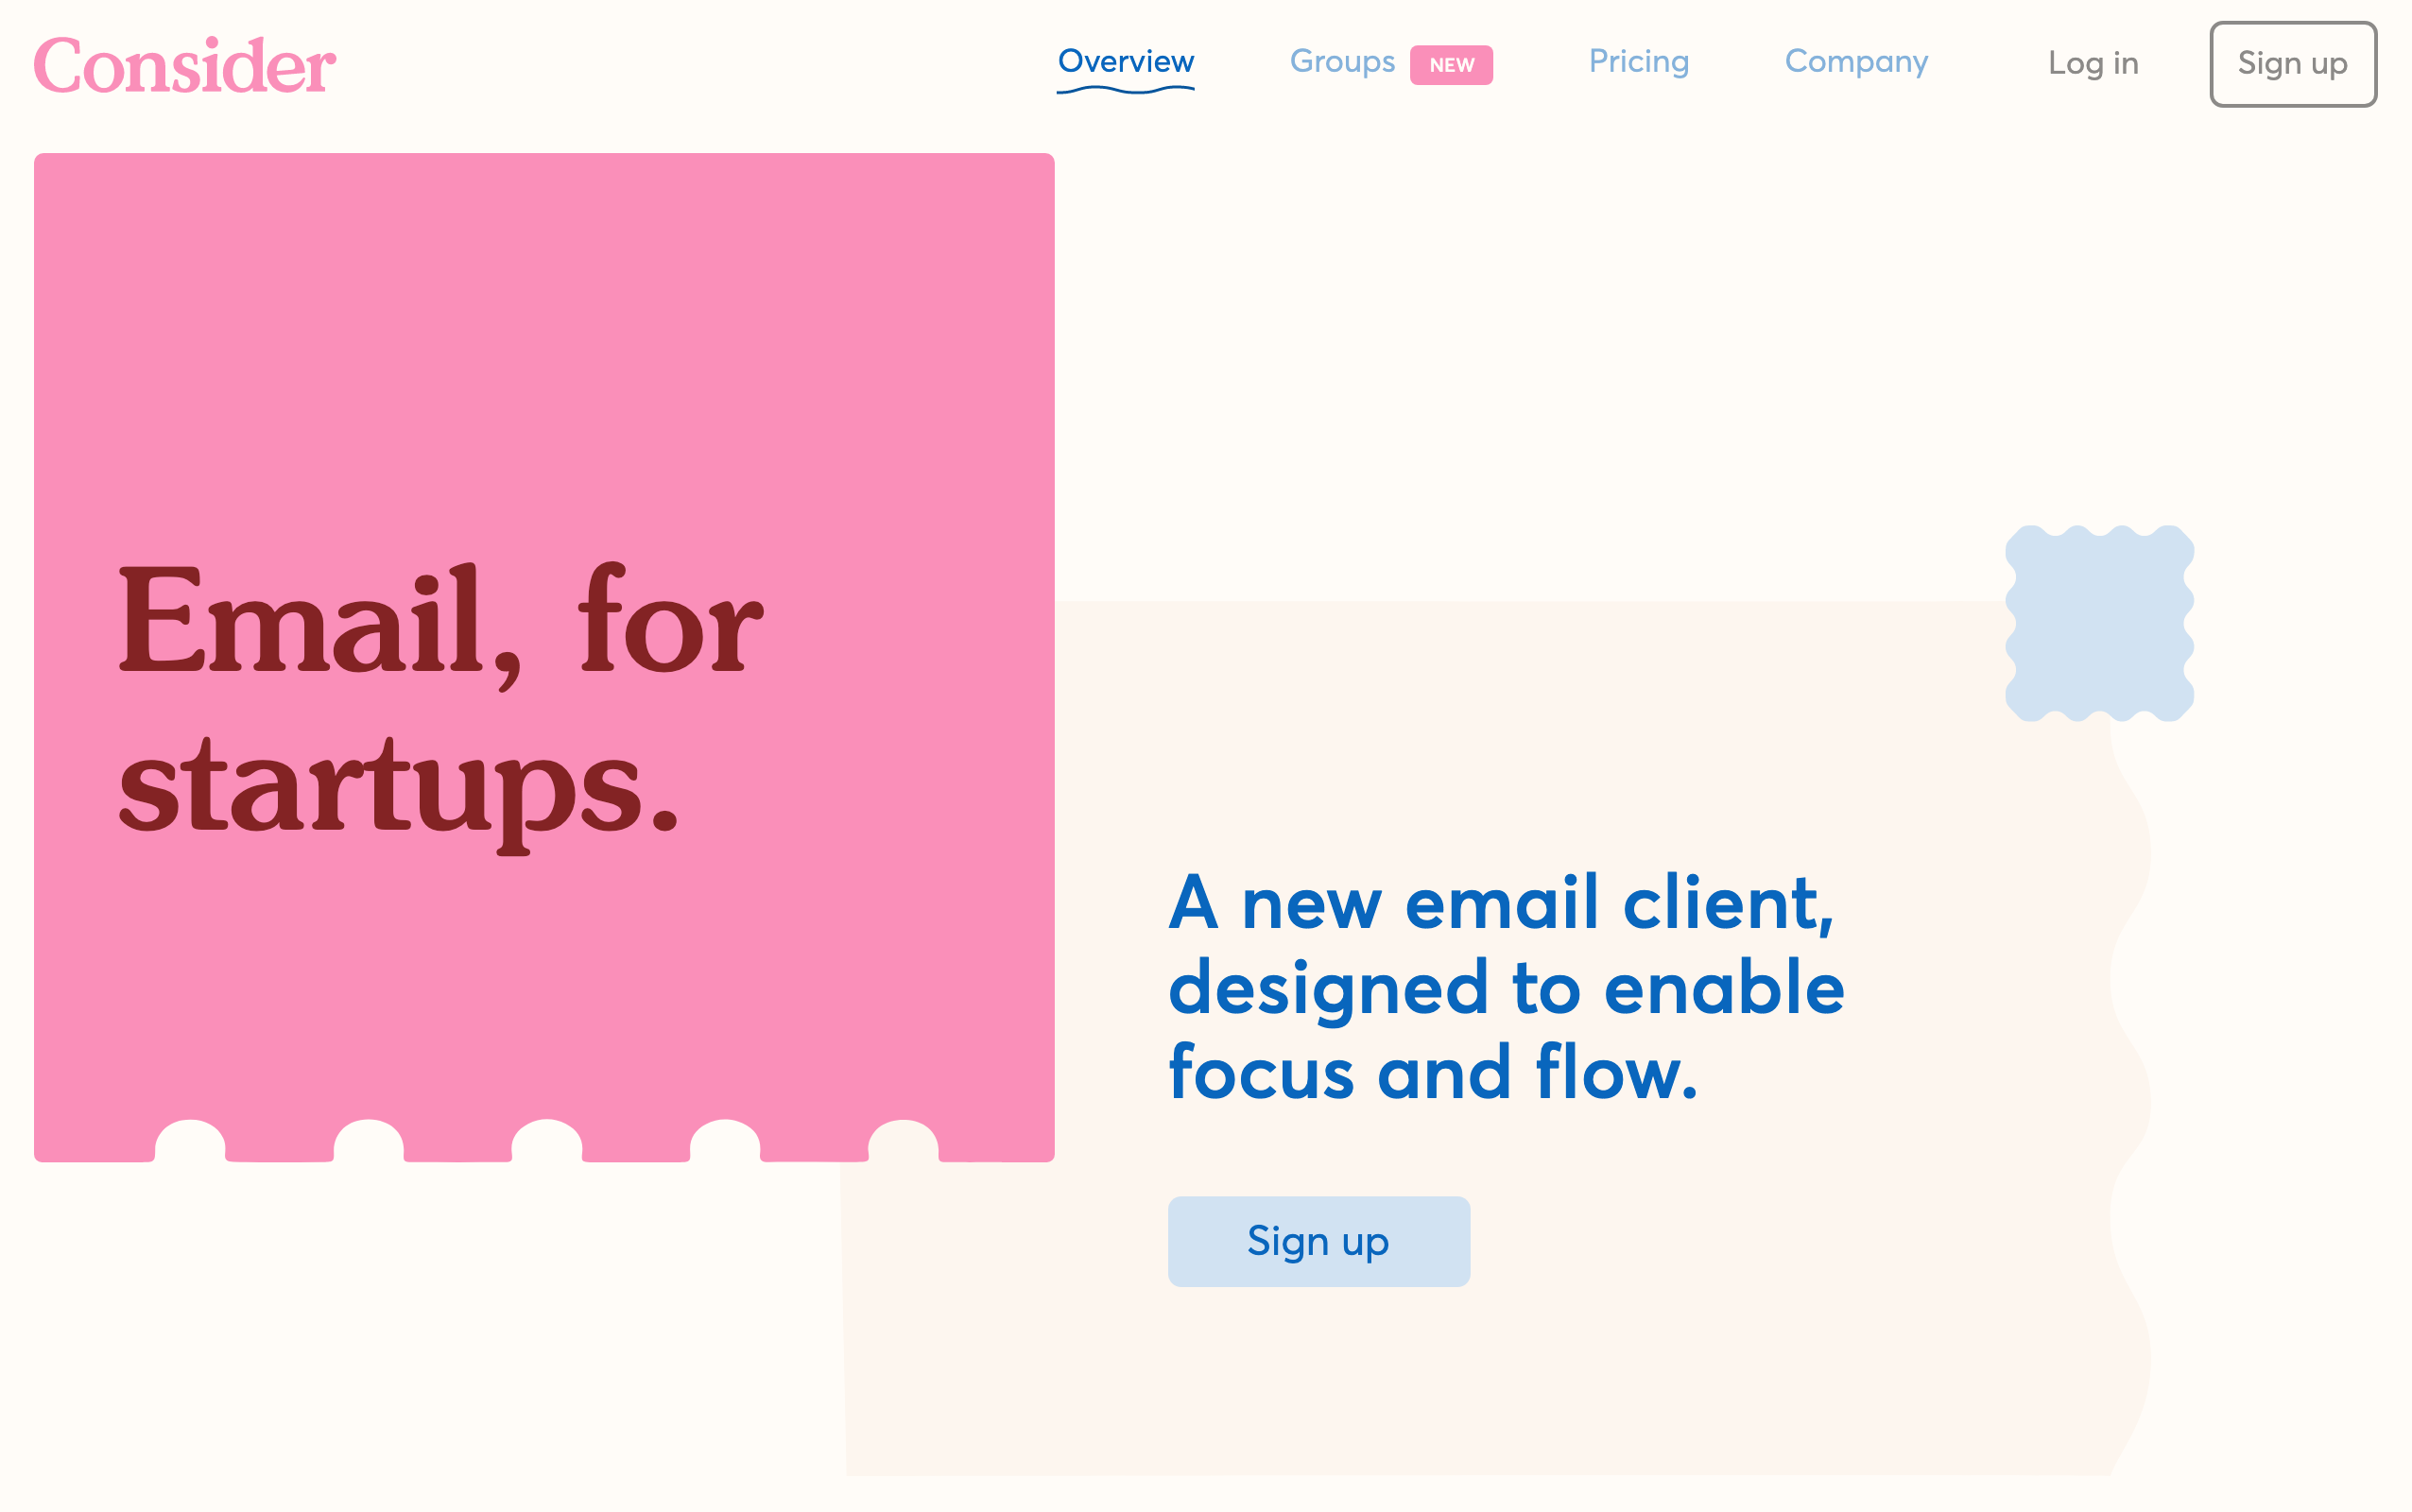 Consider
Overview
Groups NEW
Pricing
Company
Log in
Sign up
Email, for
startups.
A new email client,
designed to enable
focus and flow.
Sign up